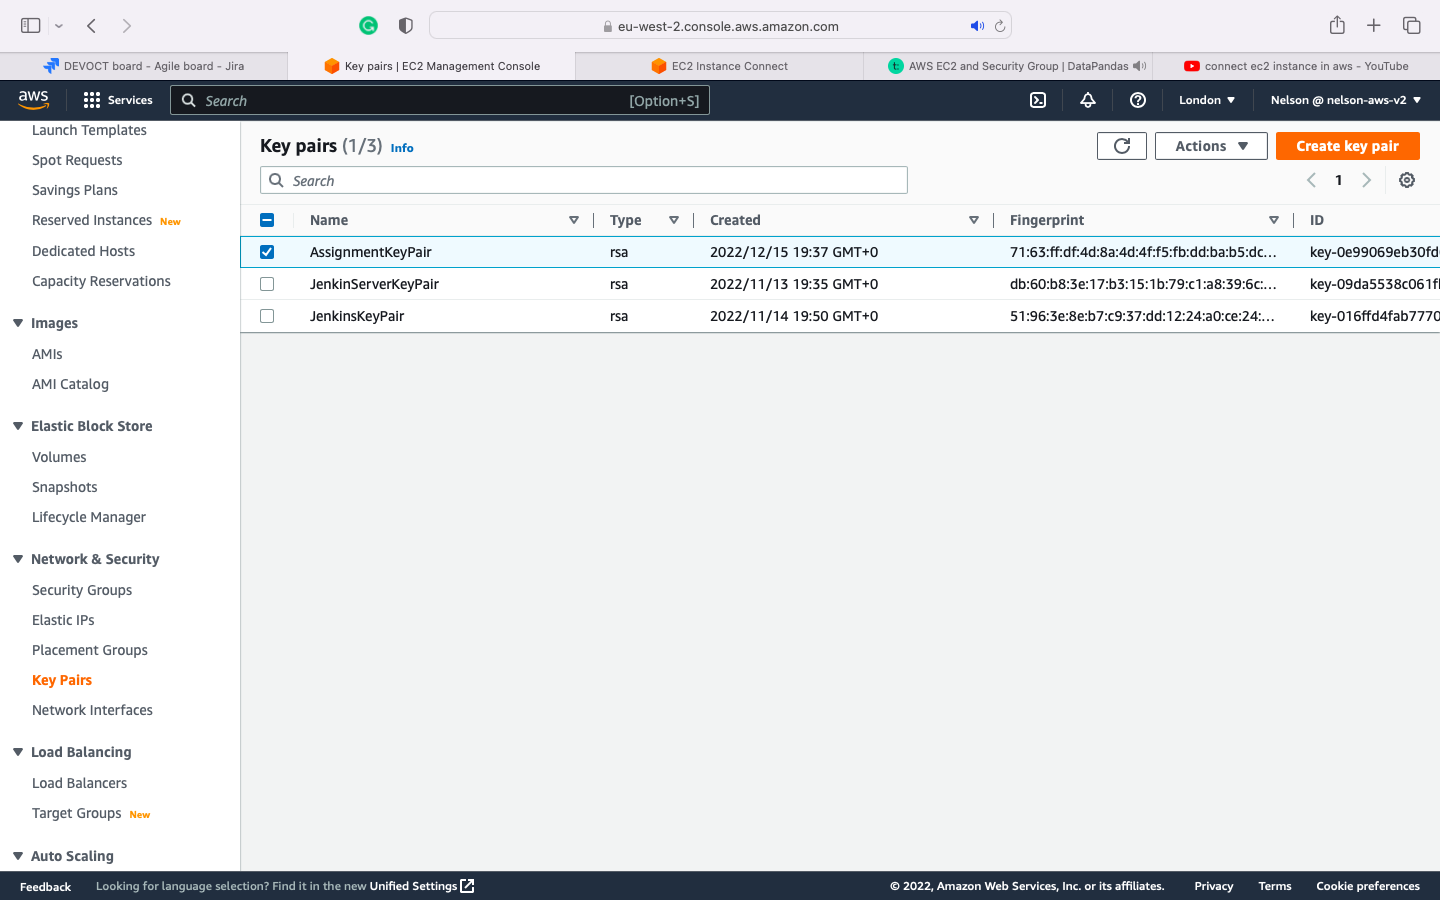 eu-west-2.console.aws.amazon.com
DEVOCT board - Agile board - Jira
Key pairs | EC2 Management Console
EC2 Instance Connect
AWS EC2 and Security Group | DataPandas
connect ec2 instance in aws - YouTube
aws
Services
Search
[Option+S]
London
Nelson @ nelson-aws-v2
Launch Templates
Spot Requests
Savings Plans
Reserved Instances New
Dedicated Hosts
Capacity Reservations
Images
AMIs
AMI Catalog
Elastic Block Store
Volumes
Snapshots
Lifecycle Manager
Network & Security
Security Groups
Elastic IPs
Placement Groups
Key Pairs
Network Interfaces
Load Balancing
Load Balancers
Target Groups New
Auto Scaling
Key pairs (1/3) Info
Actions
Create key pair
Search
1
Name Type Created Fingerprint ID
AssignmentKeyPair rsa 2022/12/15 19:37 GMT+0 71:63:ff:df:4d:8a:4d:4f:f5:fb:dd:ba:b5:dc... key-0e99069eb30fd
JenkinServerKeyPair rsa 2022/11/13 19:35 GMT+0 db:60:b8:3e:17:b3:15:1b:79:c1:a8:39:6c:... key-09da5538c061f
JenkinsKeyPair rsa 2022/11/14 19:50 GMT+0 51:96:3e:8e:b7:c9:37:dd:12:24:a0:ce:24:... key-016ffd4fab7770
Feedback
Looking for language selection? Find it in the new Unified Settings
© 2022, Amazon Web Services, Inc. or its affiliates.
Privacy
Terms
Cookie preferences